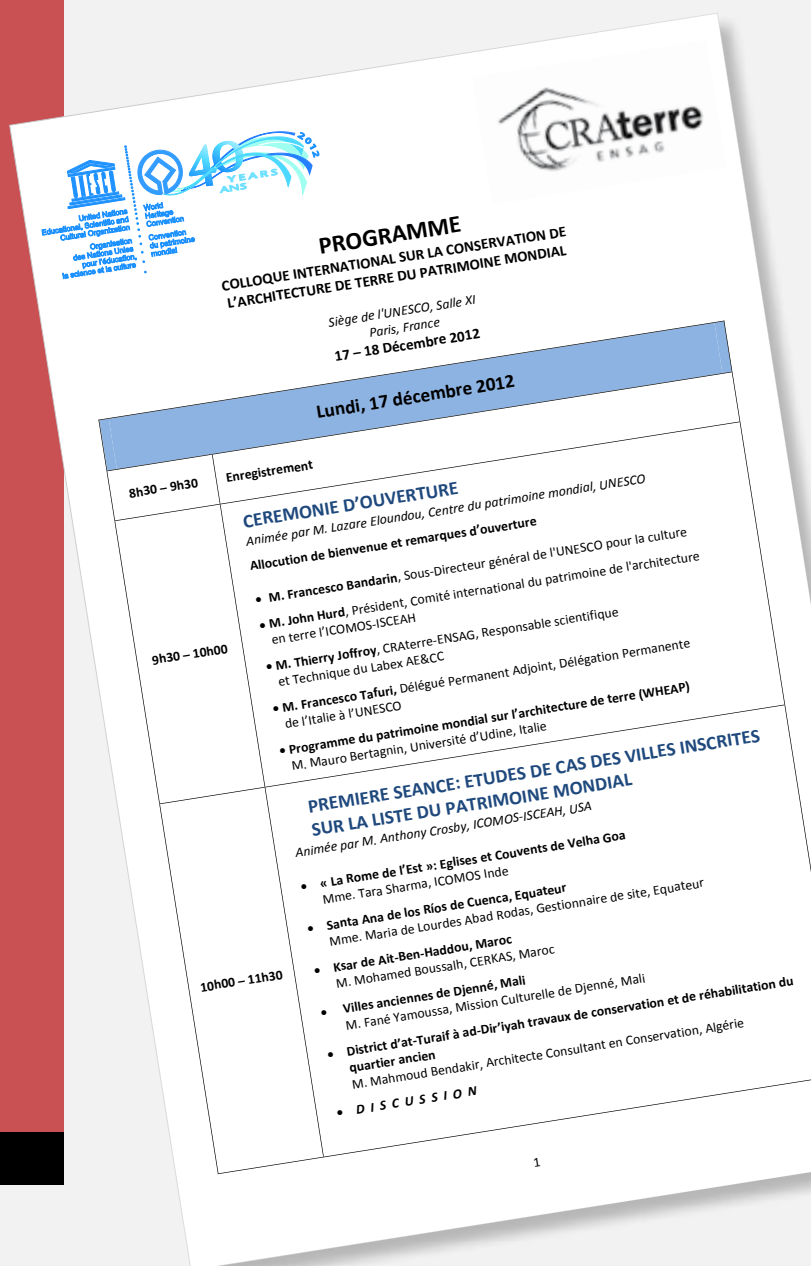 40
YEARS
ANS
2012
United Nations
Educational, Scientific and
Cultural Organization
Organisation
des Nations Unies
pour l'éducation,
la science et la culture
World
Heritage
Convention
Convention
du patrimoine
mondial
CRAterre
ENSAG
PROGRAMME
COLLOQUE INTERNATIONAL SUR LA CONSERVATION DE
L’ARCHITECTURE DE TERRE DU PATRIMOINE MONDIAL
Siège de l'UNESCO, Salle XI
Paris, France
17 – 18 Décembre 2012
Lundi, 17 décembre 2012
8h30 – 9h30
Enregistrement
9h30 – 10h00
CEREMONIE D’OUVERTURE
Animée par M. Lazare Eloundou, Centre du patrimoine mondial, UNESCO
Allocution de bienvenue et remarques d’ouverture
• M. Francesco Bandarin, Sous-Directeur général de l'UNESCO pour la culture
• M. John Hurd, Président, Comité international du patrimoine de l'architecture
en terre l’ICOMOS-ISCEAH
• M. Thierry Joffroy, CRAterre-ENSAG, Responsable scientifique
et Technique du Labex AE&CC
• M. Francesco Tafuri, Délégué Permanent Adjoint, Délégation Permanente
de l’Italie à l’UNESCO
• Programme du patrimoine mondial sur l’architecture de terre (WHEAP)
M. Mauro Bertagnin, Université d’Udine, Italie
10h00 – 11h30
PREMIERE SEANCE: ETUDES DE CAS DES VILLES INSCRITES
SUR LA LISTE DU PATRIMOINE MONDIAL
Animée par M. Anthony Crosby, ICOMOS-ISCEAH, USA
• « La Rome de l’Est »: Eglises et Couvents de Velha Goa
Mme. Tara Sharma, ICOMOS Inde
• Santa Ana de los Ríos de Cuenca, Equateur
Mme. Maria de Lourdes Abad Rodas, Gestionnaire de site, Equateur
• Ksar de Ait-Ben-Haddou, Maroc
M. Mohamed Boussalh, CERKAS, Maroc
• Villes anciennes de Djenné, Mali
M. Fané Yamoussa, Mission Culturelle de Djenné, Mali
• District d’at-Turaif à ad-Dir’iyah travaux de conservation et de réhabilitation du
quartier ancien
M. Mahmoud Bendakir, Architecte Consultant en Conservation, Algérie
• DISCUSSION
1